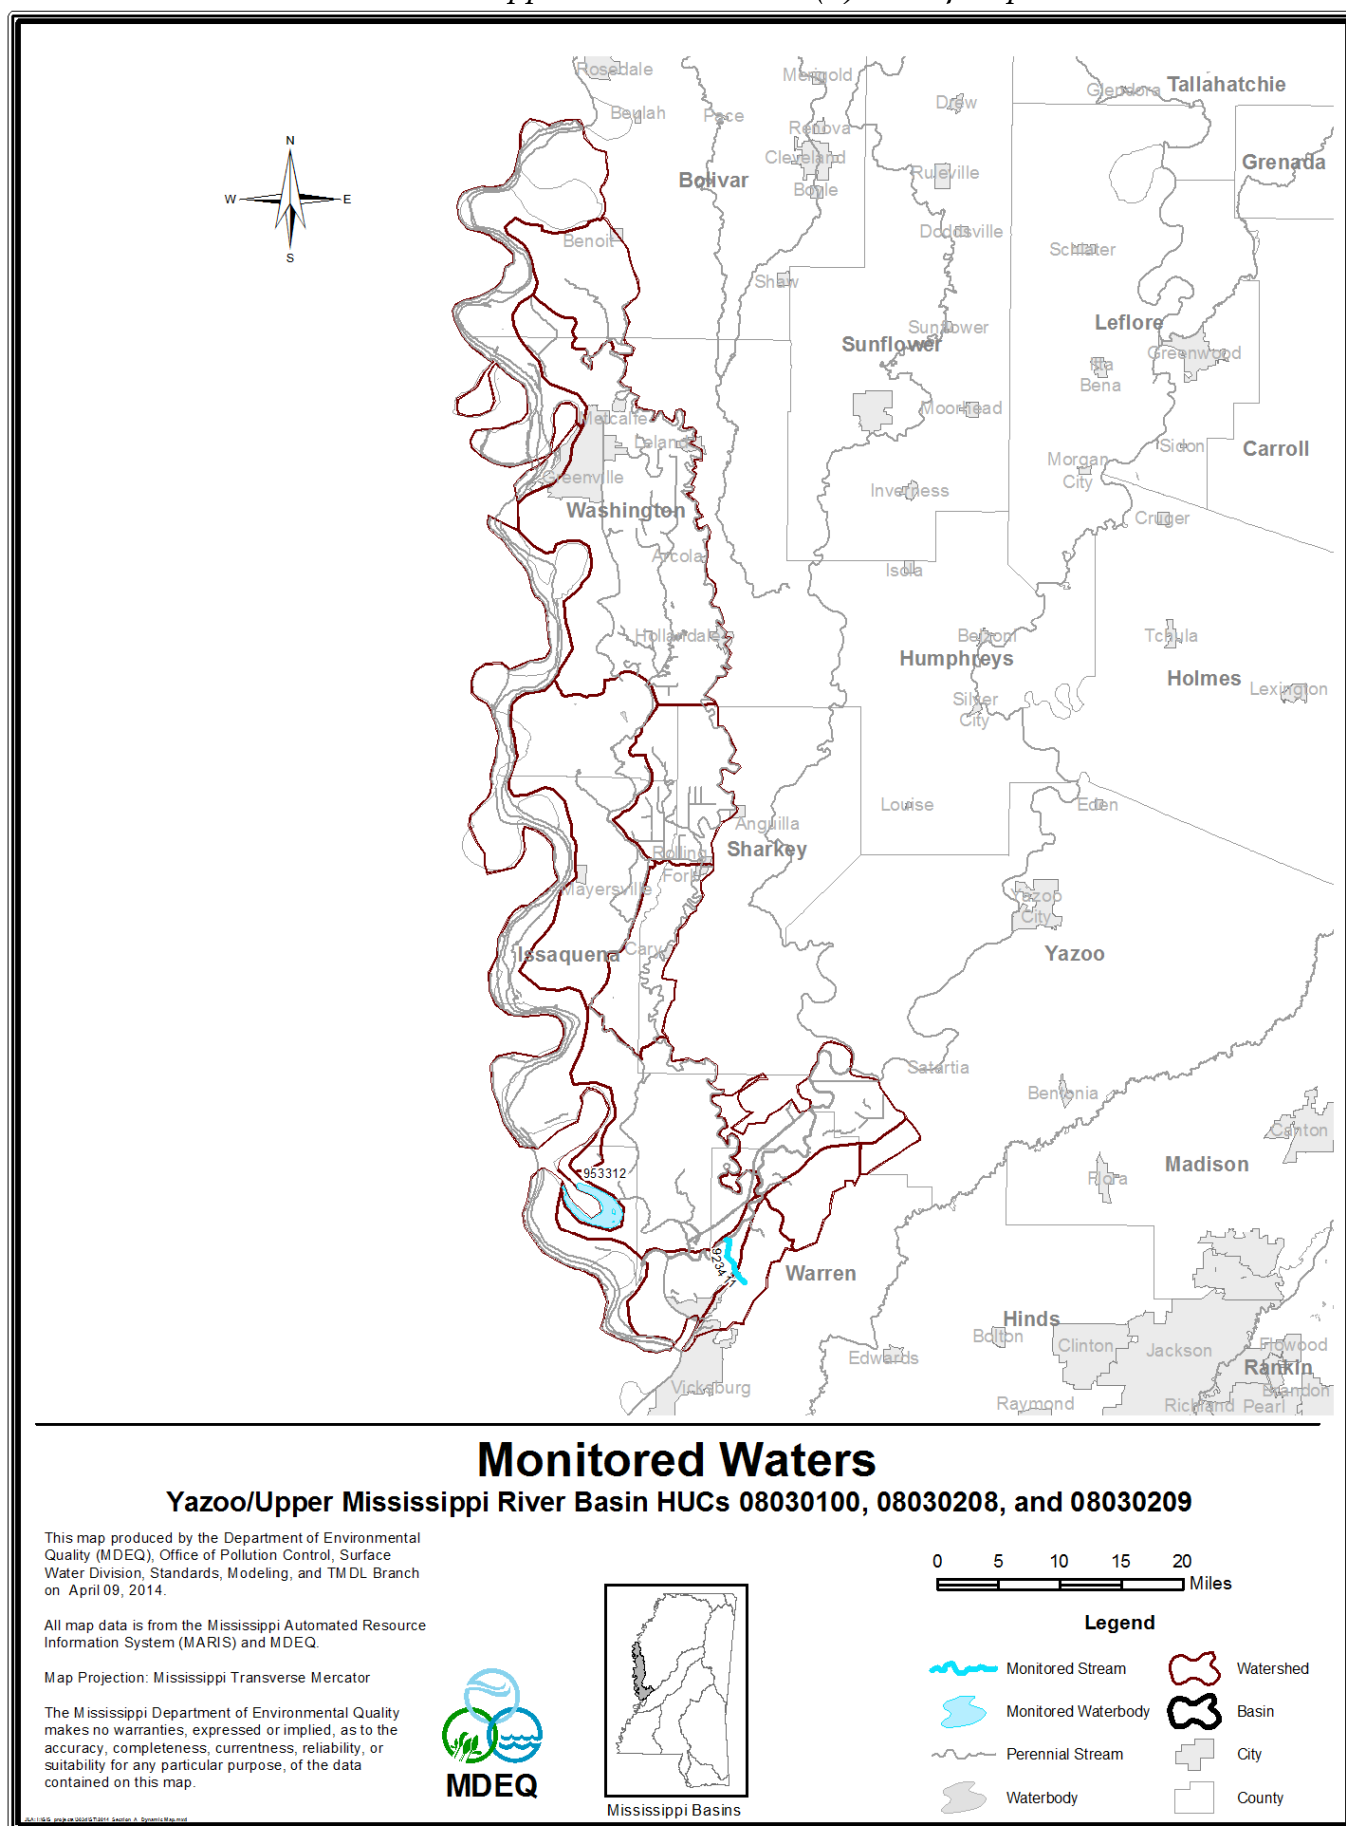 N
W
E
S
Rosedale
Beulah
Pace
Merigold
Renova
Cleveland
Boyle
Bolivar
Drew
Ruleville
Doddsville
Glendora
Tallahatchie
Grenada
Schlater
Benoit
Shaw
Sunflower
Sunflower
Leflore
Greenwood
Itta
Bena
Moorhead
Metcalfe
Leland
Greenville
Washington
Inverness
Morgan
City
Sidon
Carroll
Cruger
Arcola
Isola
Hollandale
Belzoni
Tchula
Humphreys
Holmes
Lexington
Silver
City
Louise
Eden
Anguilla
Sharkey
Rolling
Fork
Mayersville
Yazoo
City
Issaquena
Cary
Yazoo
Satartia
Bentonia
Canton
Madison
Flora
953312
923411
Warren
Hinds
Bolton
Clinton
Jackson
Flowood
Rankin
Brandon
Edwards
Vicksburg
Raymond
Richland
Pearl
Monitored Waters
Yazoo/Upper Mississippi River Basin HUCs 08030100, 08030208, and 08030209
This map produced by the Department of Environmental
Quality (MDEQ), Office of Pollution Control, Surface
Water Division, Standards, Modeling, and TMDL Branch
on April 09, 2014.
All map data is from the Mississippi Automated Resource
Information System (MARIS) and MDEQ.
Map Projection: Mississippi Transverse Mercator
The Mississippi Department of Environmental Quality
makes no warranties, expressed or implied, as to the
accuracy, completeness, currentness, reliability, or
suitability for any particular purpose, of the data
contained on this map.
MDEQ
Mississippi Basins
0 5 10 15 20
Miles
Legend
Monitored Stream
Watershed
Monitored Waterbody
Basin
Perennial Stream
City
Waterbody
County